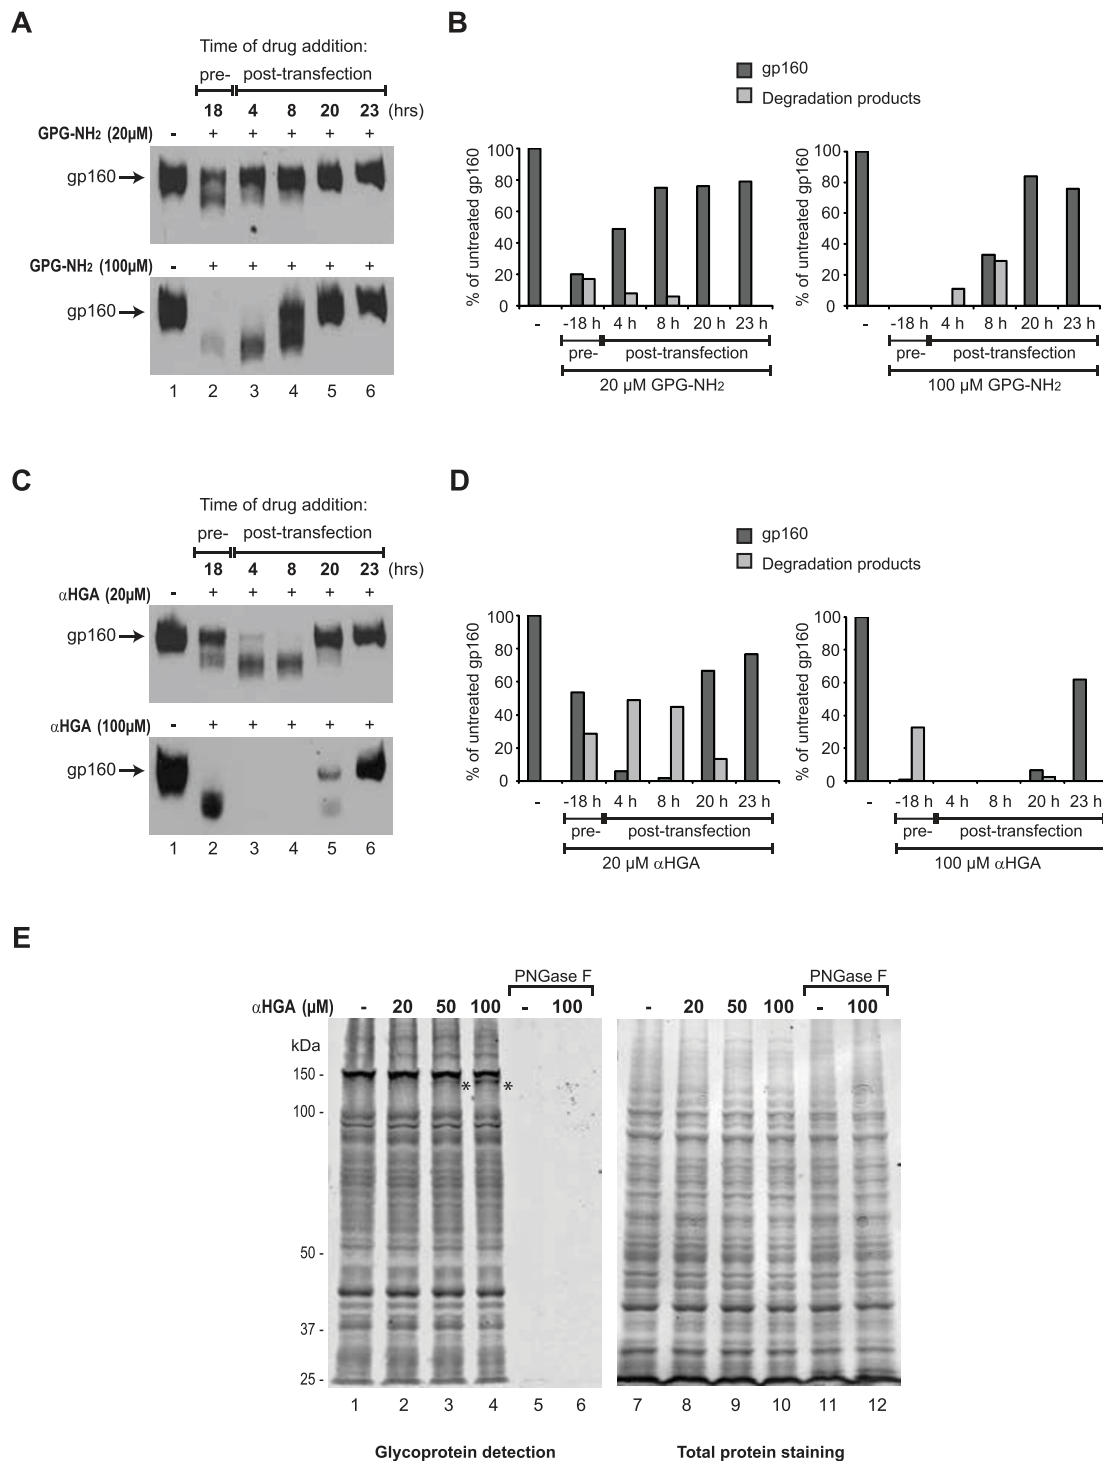 A
Time of drug addition:
pre- post-transfection
18 4 8 20 23 (hrs)
GPG-NH2 (20µM) - + + + + +
gp160
GPG-NH2 (100µM) - + + + + +
gp160
1 2 3 4 5 6
B
gp160
Degradation products
% of untreated gp160
100
80
60
40
20
0
- -18 h 4 h 8 h 20 h 23 h
pre- post-transfection
20 µM GPG-NH2
% of untreated gp160
100
80
60
40
20
0
- -18 h 4 h 8 h 20 h 23 h
pre- post-transfection
100 µM GPG-NH2
C
Time of drug addition:
pre- post-transfection
18 4 8 20 23 (hrs)
αHGA (20µM) - + + + + +
gp160
αHGA (100µM) - + + + + +
gp160
1 2 3 4 5 6
D
gp160
Degradation products
% of untreated gp160
100
80
60
40
20
0
- -18 h 4 h 8 h 20 h 23 h
pre- post-transfection
20 µM αHGA
% of untreated gp160
100
80
60
40
20
0
- -18 h 4 h 8 h 20 h 23 h
pre- post-transfection
100 µM αHGA
E
PNGase F PNGase F
αHGA (µM) - 20 50 100 - 100 - 20 50 100 - 100
kDa
150 -
* *
100 -
50 -
37 -
25 -
1 2 3 4 5 6 7 8 9 10 11 12
Glycoprotein detection Total protein staining